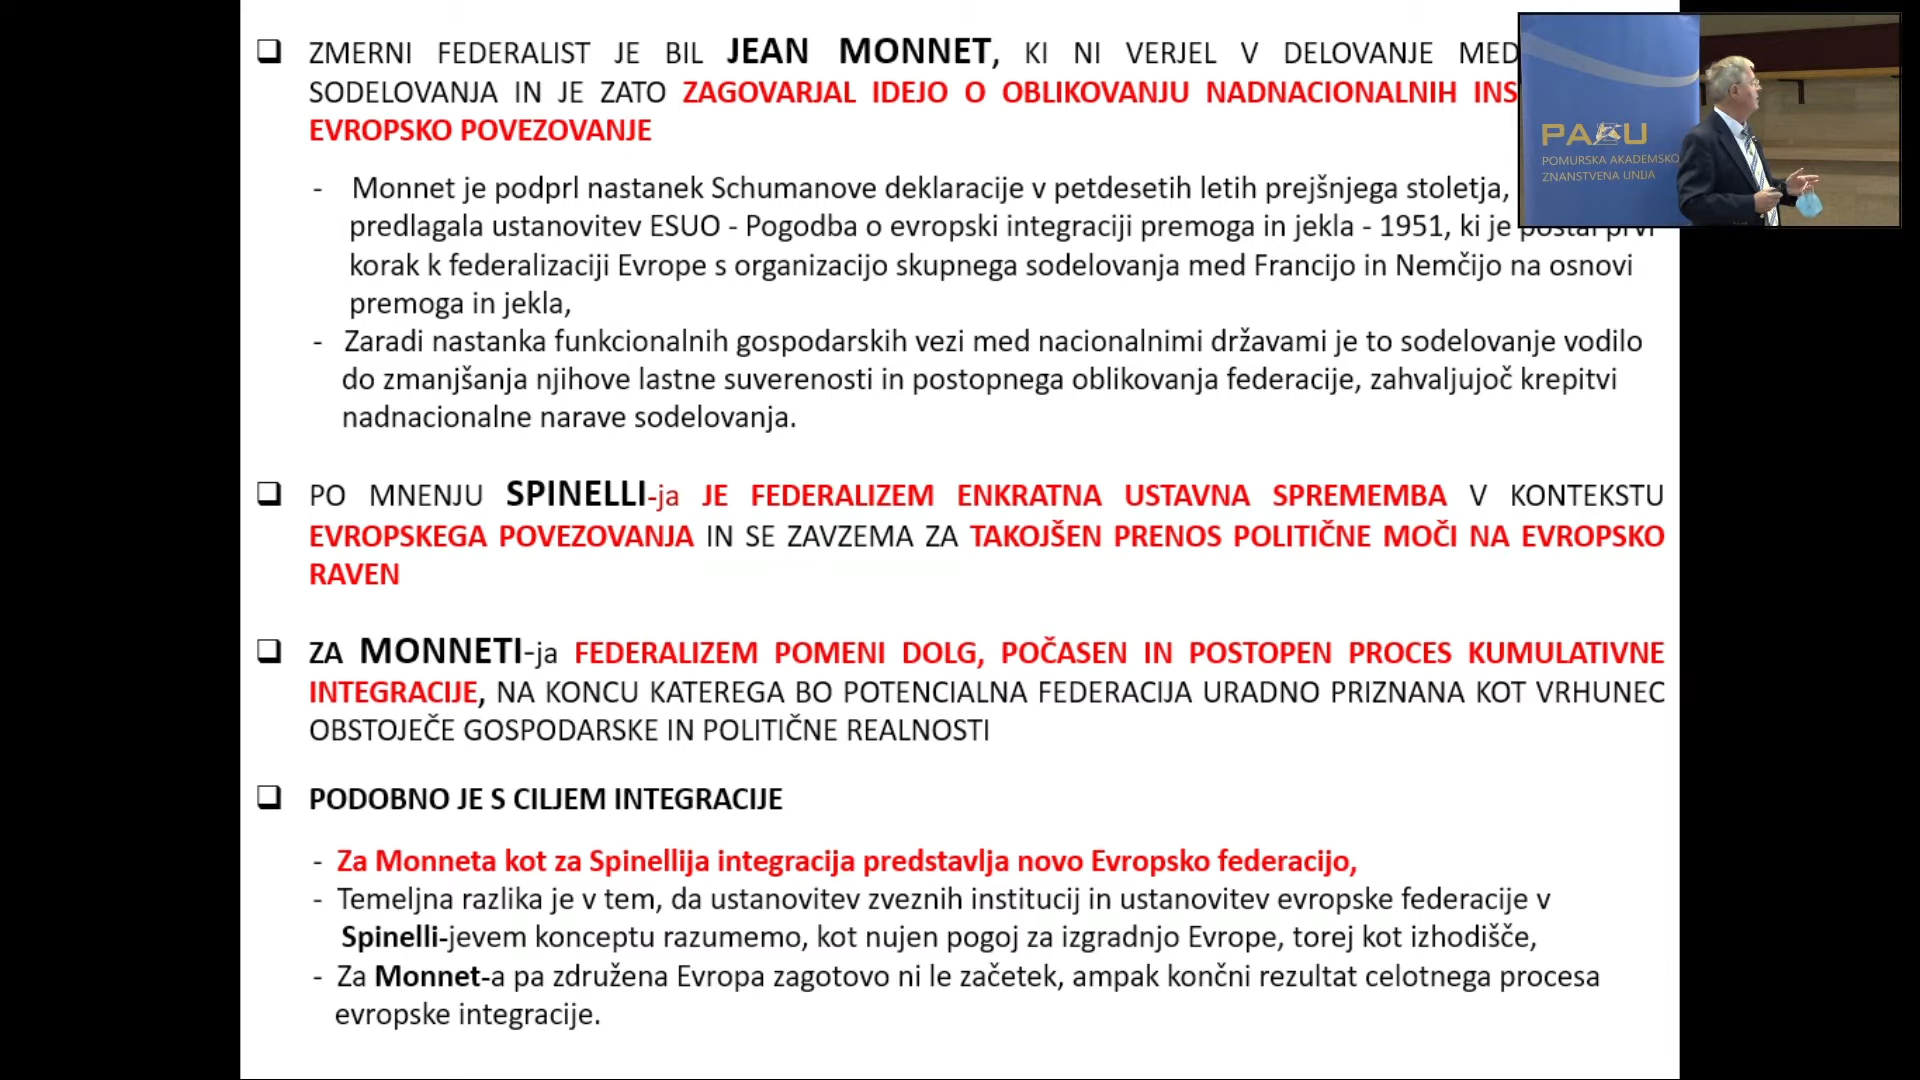 ❑ ZMERNI FEDERALIST JE BIL JEAN MONNET, KI NI VERJEL V DELOVANJE MED
SODELOVANJA IN JE ZATO ZAGOVARJAL IDEJO O OBLIKOVANJU NADNACIONALNIH INS
EVROPSKO POVEZOVANJE
- Monnet je podprl nastanek Schumanove deklaracije v petdesetih letih prejšnjega stoletja,
predlagala ustanovitev ESUO - Pogodba o evropski integraciji premoga in jekla - 1951, ki je postal prvi
korak k federalizaciji Evrope s organizacijo skupnega sodelovanja med Francijo in Nemčijo na osnovi
premoga in jekla,
- Zaradi nastanka funkcionalnih gospodarskih vezi med nacionalnimi državami je to sodelovanje vodilo
do zmanjšanja njihove lastne suverenosti in postopnega oblikovanja federacije, zahvaljujoč krepitvi
nadnacionalne narave sodelovanja.
❑ PO MNENJU SPINELLI-ja JE FEDERALIZEM ENKRATNA USTAVNA SPREMEMBA V KONTEKSTU
EVROPSKEGA POVEZOVANJA IN SE ZAVZEMA ZA TAKOJŠEN PRENOS POLITIČNE MOČI NA EVROPSKO
RAVEN
❑ ZA MONNETI-ja FEDERALIZEM POMENI DOLG, POČASEN IN POSTOPEN PROCES KUMULATIVNE
INTEGRACIJE, NA KONCU KATEREGA BO POTENCIALNA FEDERACIJA URADNO PRIZNANA KOT VRHUNEC
OBSTOJEČE GOSPODARSKE IN POLITIČNE REALNOSTI
❑ PODOBNO JE S CILJEM INTEGRACIJE
- Za Monneta kot za Spinellija integracija predstavlja novo Evropsko federacijo,
- Temeljna razlika je v tem, da ustanovitev zveznih institucij in ustanovitev evropske federacije v
Spinelli-jevem konceptu razumemo, kot nujen pogoj za izgradnjo Evrope, torej kot izhodišče,
- Za Monnet-a pa združena Evropa zagotovo ni le začetek, ampak končni rezultat celotnega procesa
evropske integracije.
PAZU
POMURSKA AKADEMSKO
ZNANSTVENA UNIJA